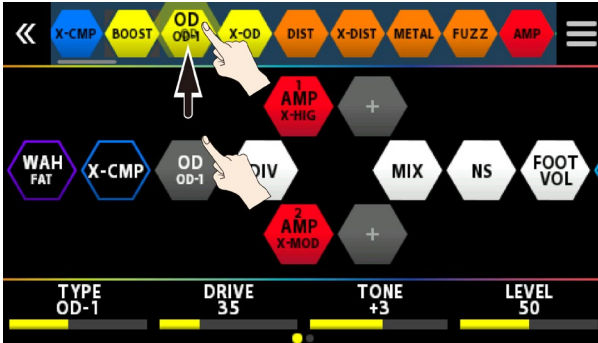 «
X-CMP
BOOST
OD
OD-1
X-OD
DIST
X-DIST
METAL
FUZZ
AMP
1
AMP
X-HIG
+
WAH
FAT
X-CMP
OD
OD-1
DIV
MIX
NS
FOOT
VOL
2
AMP
X-MOD
+
TYPE
OD-1
DRIVE
35
TONE
+3
LEVEL
50